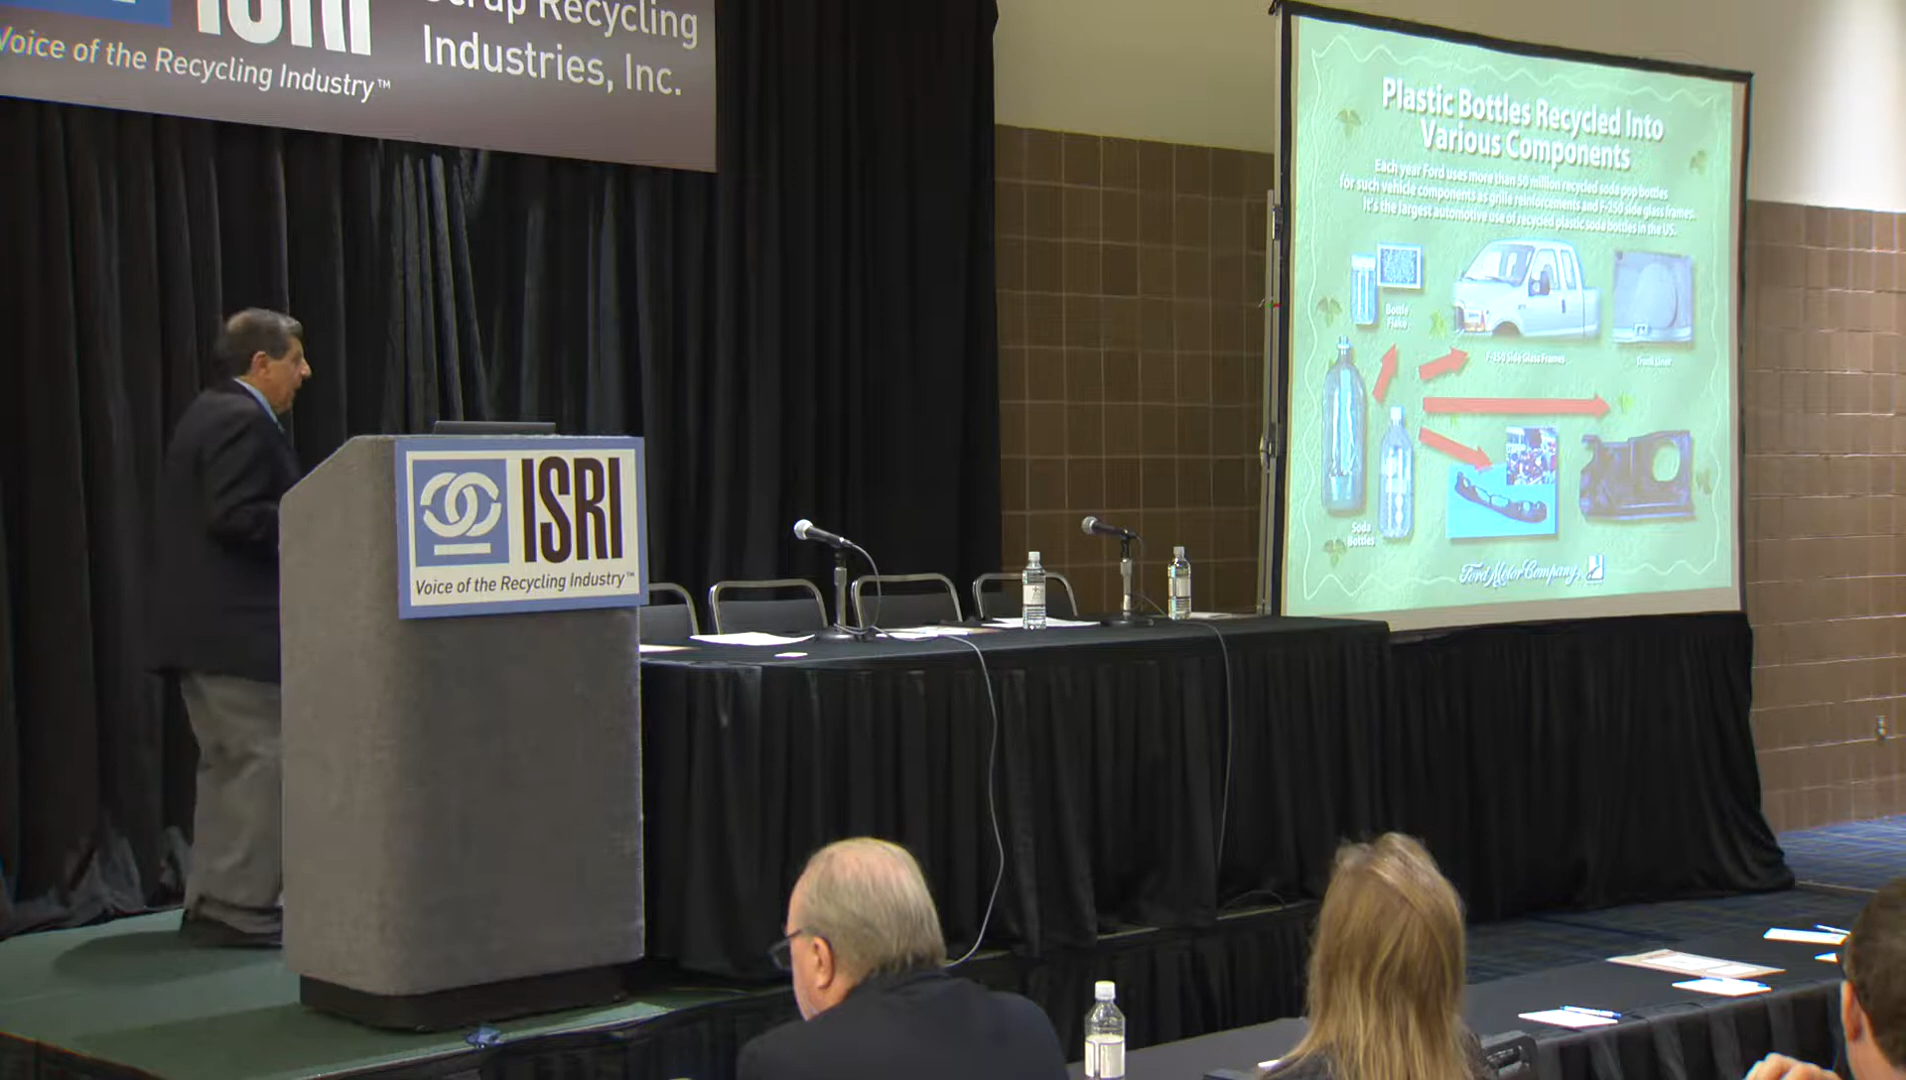 ISRI
Voice of the Recycling Industry™
Scrap Recycling
Industries, Inc.
ISRI
Voice of the Recycling Industry™
Plastic Bottles Recycled Into
Various Components
Each year Ford uses more than 50 million recycled soda pop bottles
for such vehicle components as grille reinforcements and F-250 side glass frames.
It's the largest automotive use of recycled plastic soda bottles in the US.
Bottle
Flake
F-250 Side Glass Frames
Trunk Liner
Soda
Bottles
Ford Motor Company,